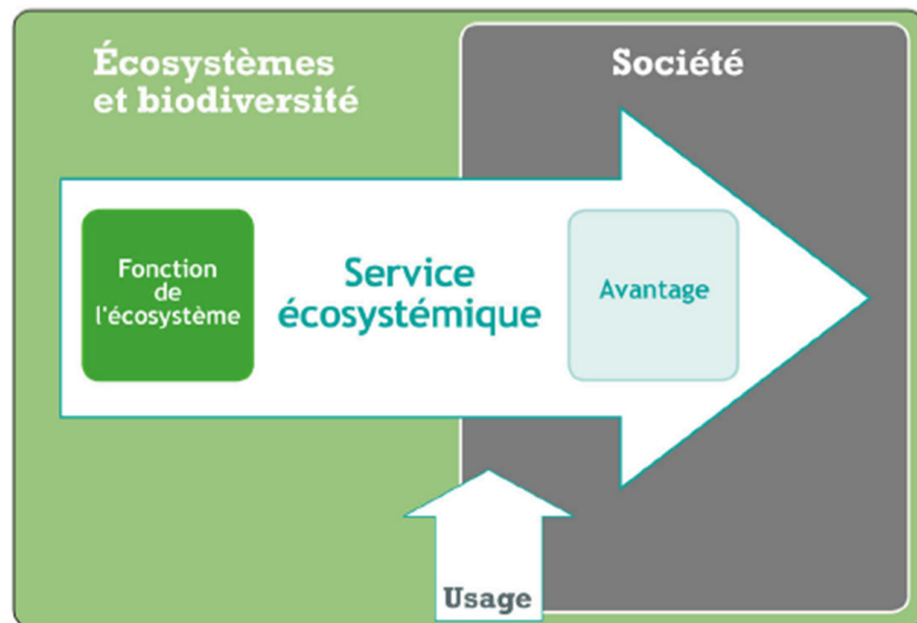 Écosystèmes
et biodiversité
Société
Fonction
de
l'écosystème
Service
écosystémique
Avantage
Usage